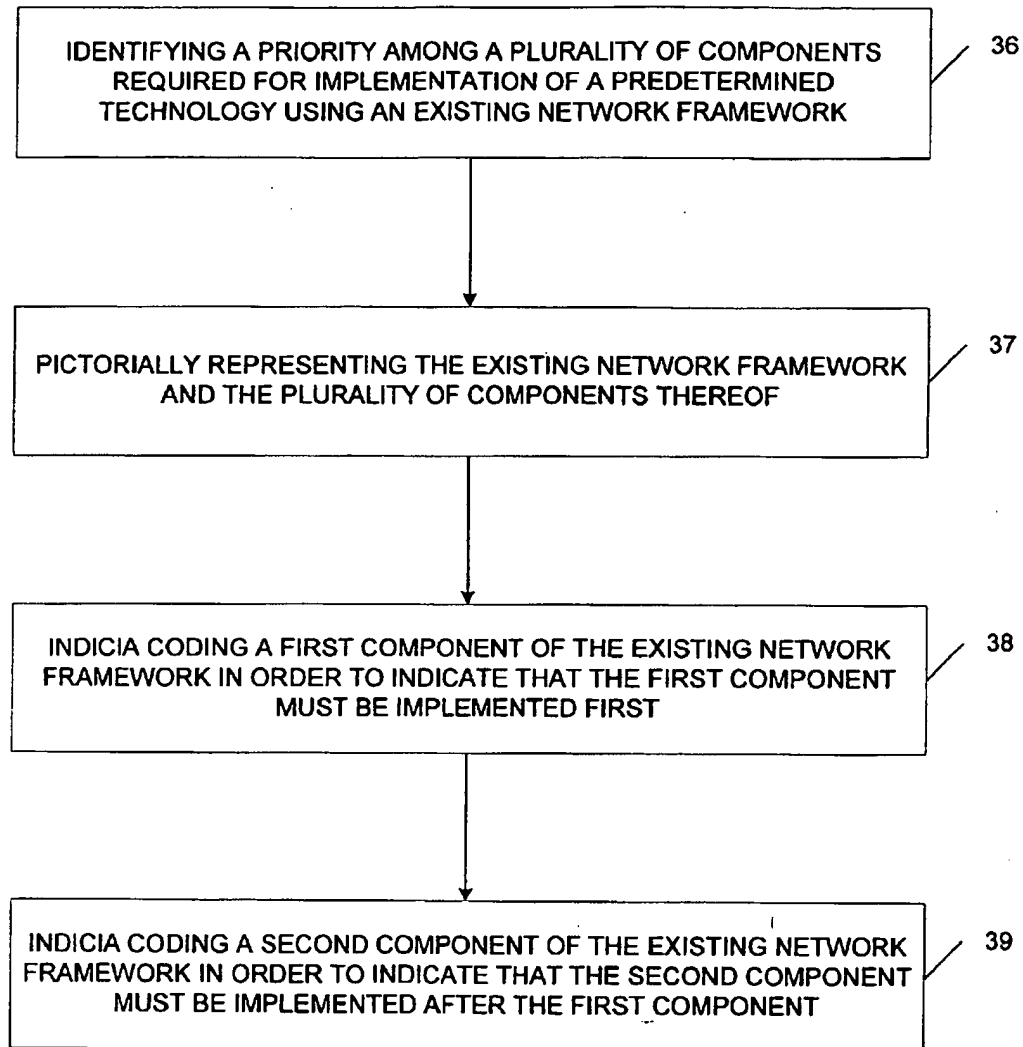 IDENTIFYING A PRIORITY AMONG A PLURALITY OF COMPONENTS
REQUIRED FOR IMPLEMENTATION OF A PREDETERMINED
TECHNOLOGY USING AN EXISTING NETWORK FRAMEWORK
36
PICTORIALLY REPRESENTING THE EXISTING NETWORK FRAMEWORK
AND THE PLURALITY OF COMPONENTS THEREOF
37
INDICIA CODING A FIRST COMPONENT OF THE EXISTING NETWORK
FRAMEWORK IN ORDER TO INDICATE THAT THE FIRST COMPONENT
MUST BE IMPLEMENTED FIRST
38
INDICIA CODING A SECOND COMPONENT OF THE EXISTING NETWORK
FRAMEWORK IN ORDER TO INDICATE THAT THE SECOND COMPONENT
MUST BE IMPLEMENTED AFTER THE FIRST COMPONENT
39